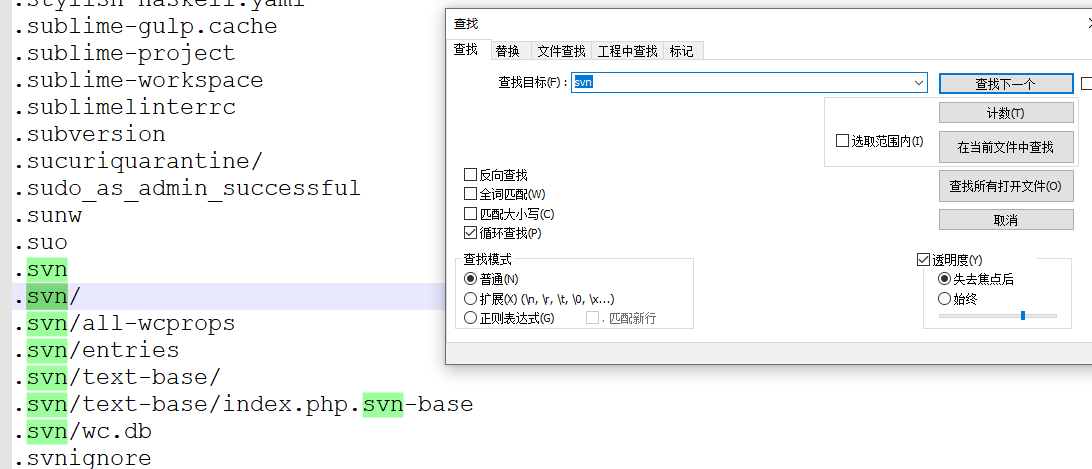 .stylish-haskell.yaml
.sublime-gulp.cache
.sublime-project
.sublime-workspace
.sublimelinterrc
.subversion
.sucuriquarantine/
.sudo_as_admin_successful
.sunw
.suo
.svn
.svn/
.svn/all-wcprops
.svn/entries
.svn/text-base/
.svn/text-base/index.php.svn-base
.svn/wc.db
.svnignore
查找
查找 替换 文件查找 工程中查找 标记
查找目标(F) : svn 查找下一个
计数(T)
选取范围内(I) 在当前文件中查找
查找所有打开文件(O)
取消
反向查找
全词匹配(W)
匹配大小写(C)
循环查找(P)
查找模式
普通(N)
扩展(X) (\n, \r, \t, \0, \x...)
正则表达式(G) . 匹配新行
透明度(Y)
失去焦点后
始终